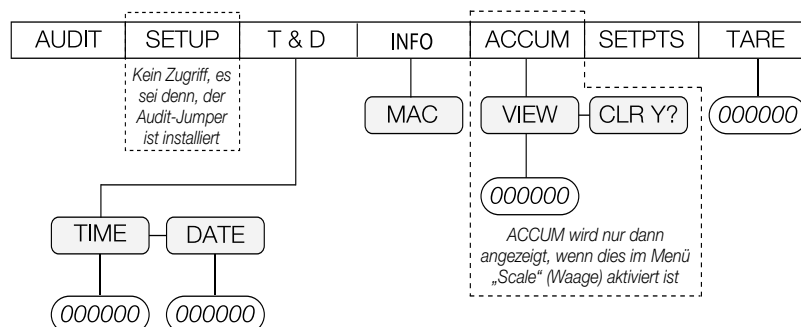 AUDIT SETUP T & D INFO ACCUM SETPTS TARE
Kein Zugriff, es
sei denn, der
Audit-Jumper
ist installiert
MAC VIEW CLR Y? 000000
000000
TIME DATE
ACCUM wird nur dann
angezeigt, wenn dies im Menü
„Scale“ (Waage) aktiviert ist
000000 000000